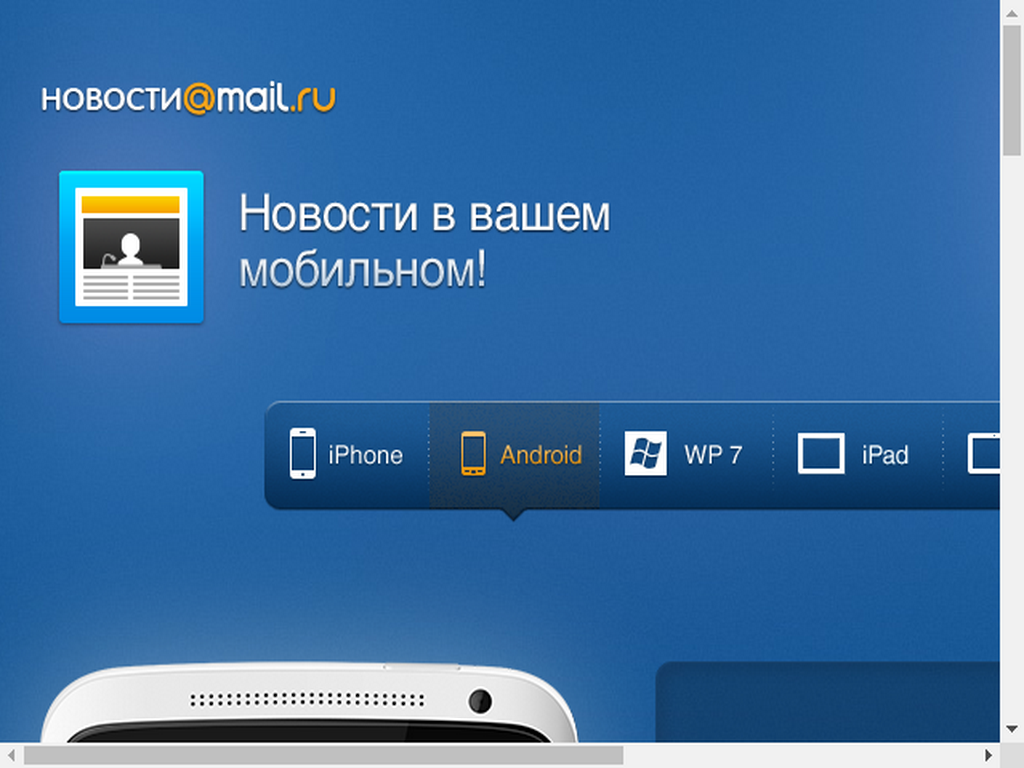 новости@mail.ru
Новости в вашем
мобильном!
iPhone
Android
WP 7
iPad